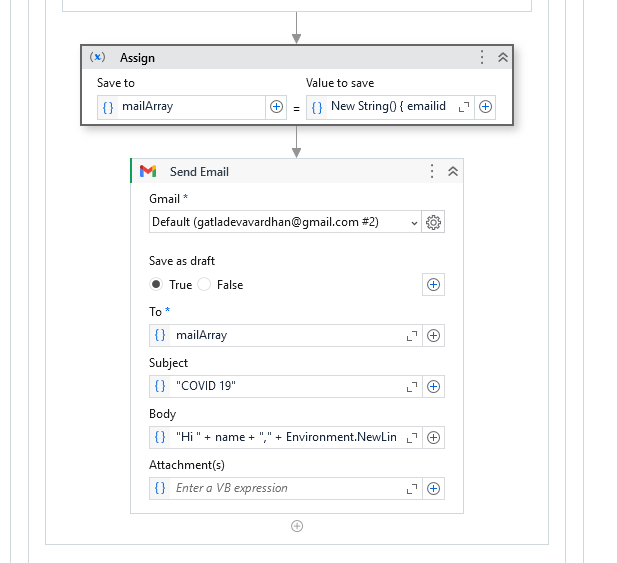 (x) Assign
Save to
Value to save
{} mailArray
=
{} New String() { emailid
Send Email
Gmail *
Default (gatladevavardhan@gmail.com #2)
Save as draft
True False
To *
{} mailArray
Subject
{} "COVID 19"
Body
{} "Hi " + name + "," + Environment.NewLin
Attachment(s)
{} Enter a VB expression